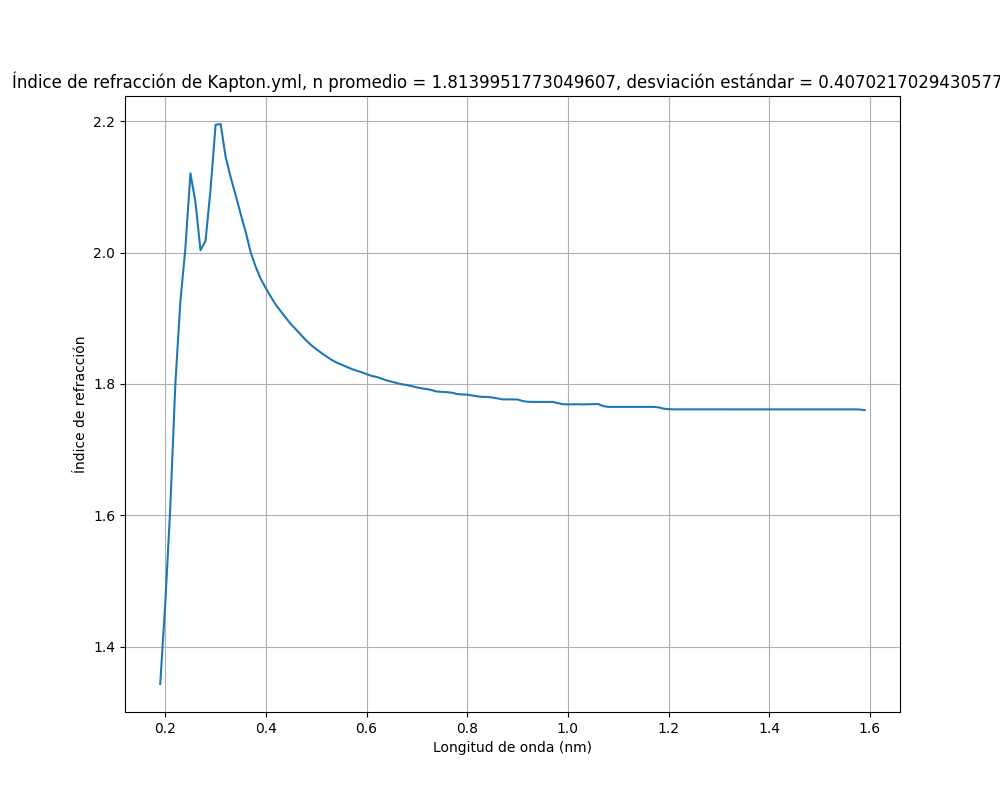 Índice de refracción de Kapton.yml, n promedio = 1.8139951773049607, desviación estándar = 0.4070217029430577
Índice de refracción
2.2
2.0
1.8
1.6
1.4
0.2 0.4 0.6 0.8 1.0 1.2 1.4 1.6
Longitud de onda (nm)